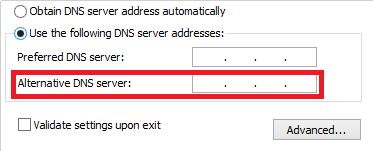 Obtain DNS server address automatically
Use the following DNS server addresses:
Preferred DNS server: . . .
Alternative DNS server: . . .
Validate settings upon exit
Advanced...